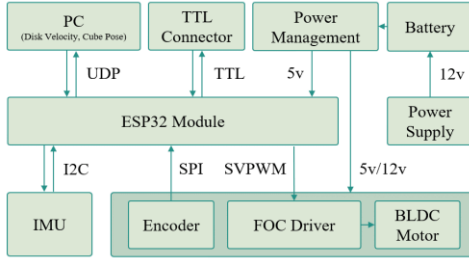 PC
(Disk Velocity, Cube Pose)
TTL
Connector
Power
Management
Battery
UDP
TTL
5v
12v
ESP32 Module
Power
Supply
I2C
SPI
SVPWM
5v/12v
IMU
Encoder
FOC Driver
BLDC
Motor